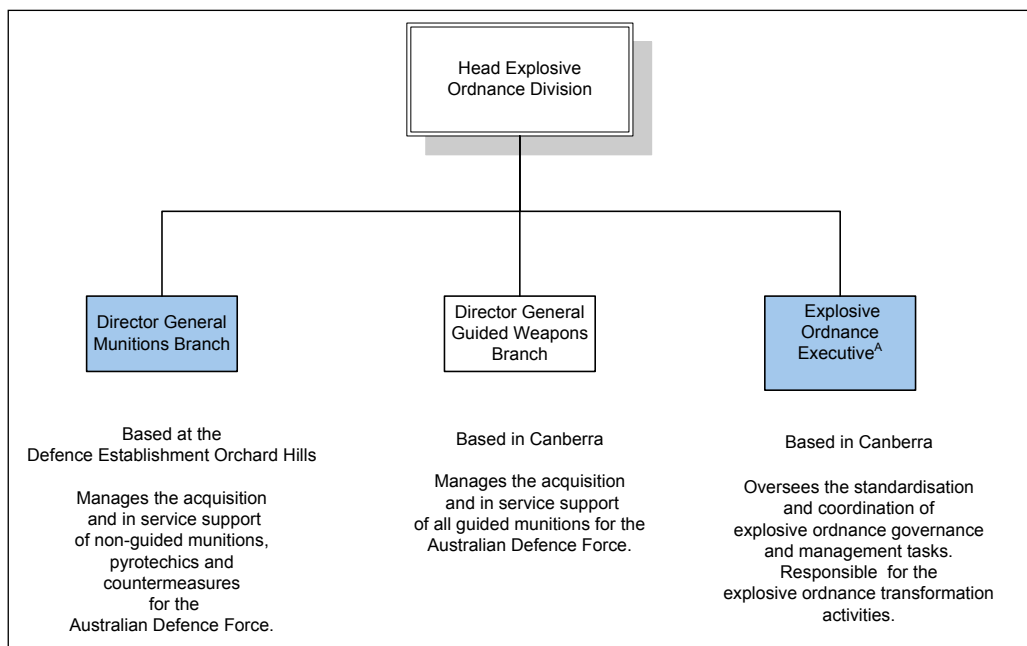 Head Explosive
Ordnance Division
Director General
Munitions Branch
Director General
Guided Weapons
Branch
Explosive
Ordnance
Executiveᴬ
Based at the
Defence Establishment Orchard Hills
Manages the acquisition
and in service support
of non-guided munitions,
pyrotechics and
countermeasures
for the
Australian Defence Force.
Based in Canberra
Manages the acquisition
and in service support
of all guided munitions for the
Australian Defence Force.
Based in Canberra
Oversees the standardisation
and coordination of
explosive ordnance governance
and management tasks.
Responsible for the
explosive ordnance transformation
activities.